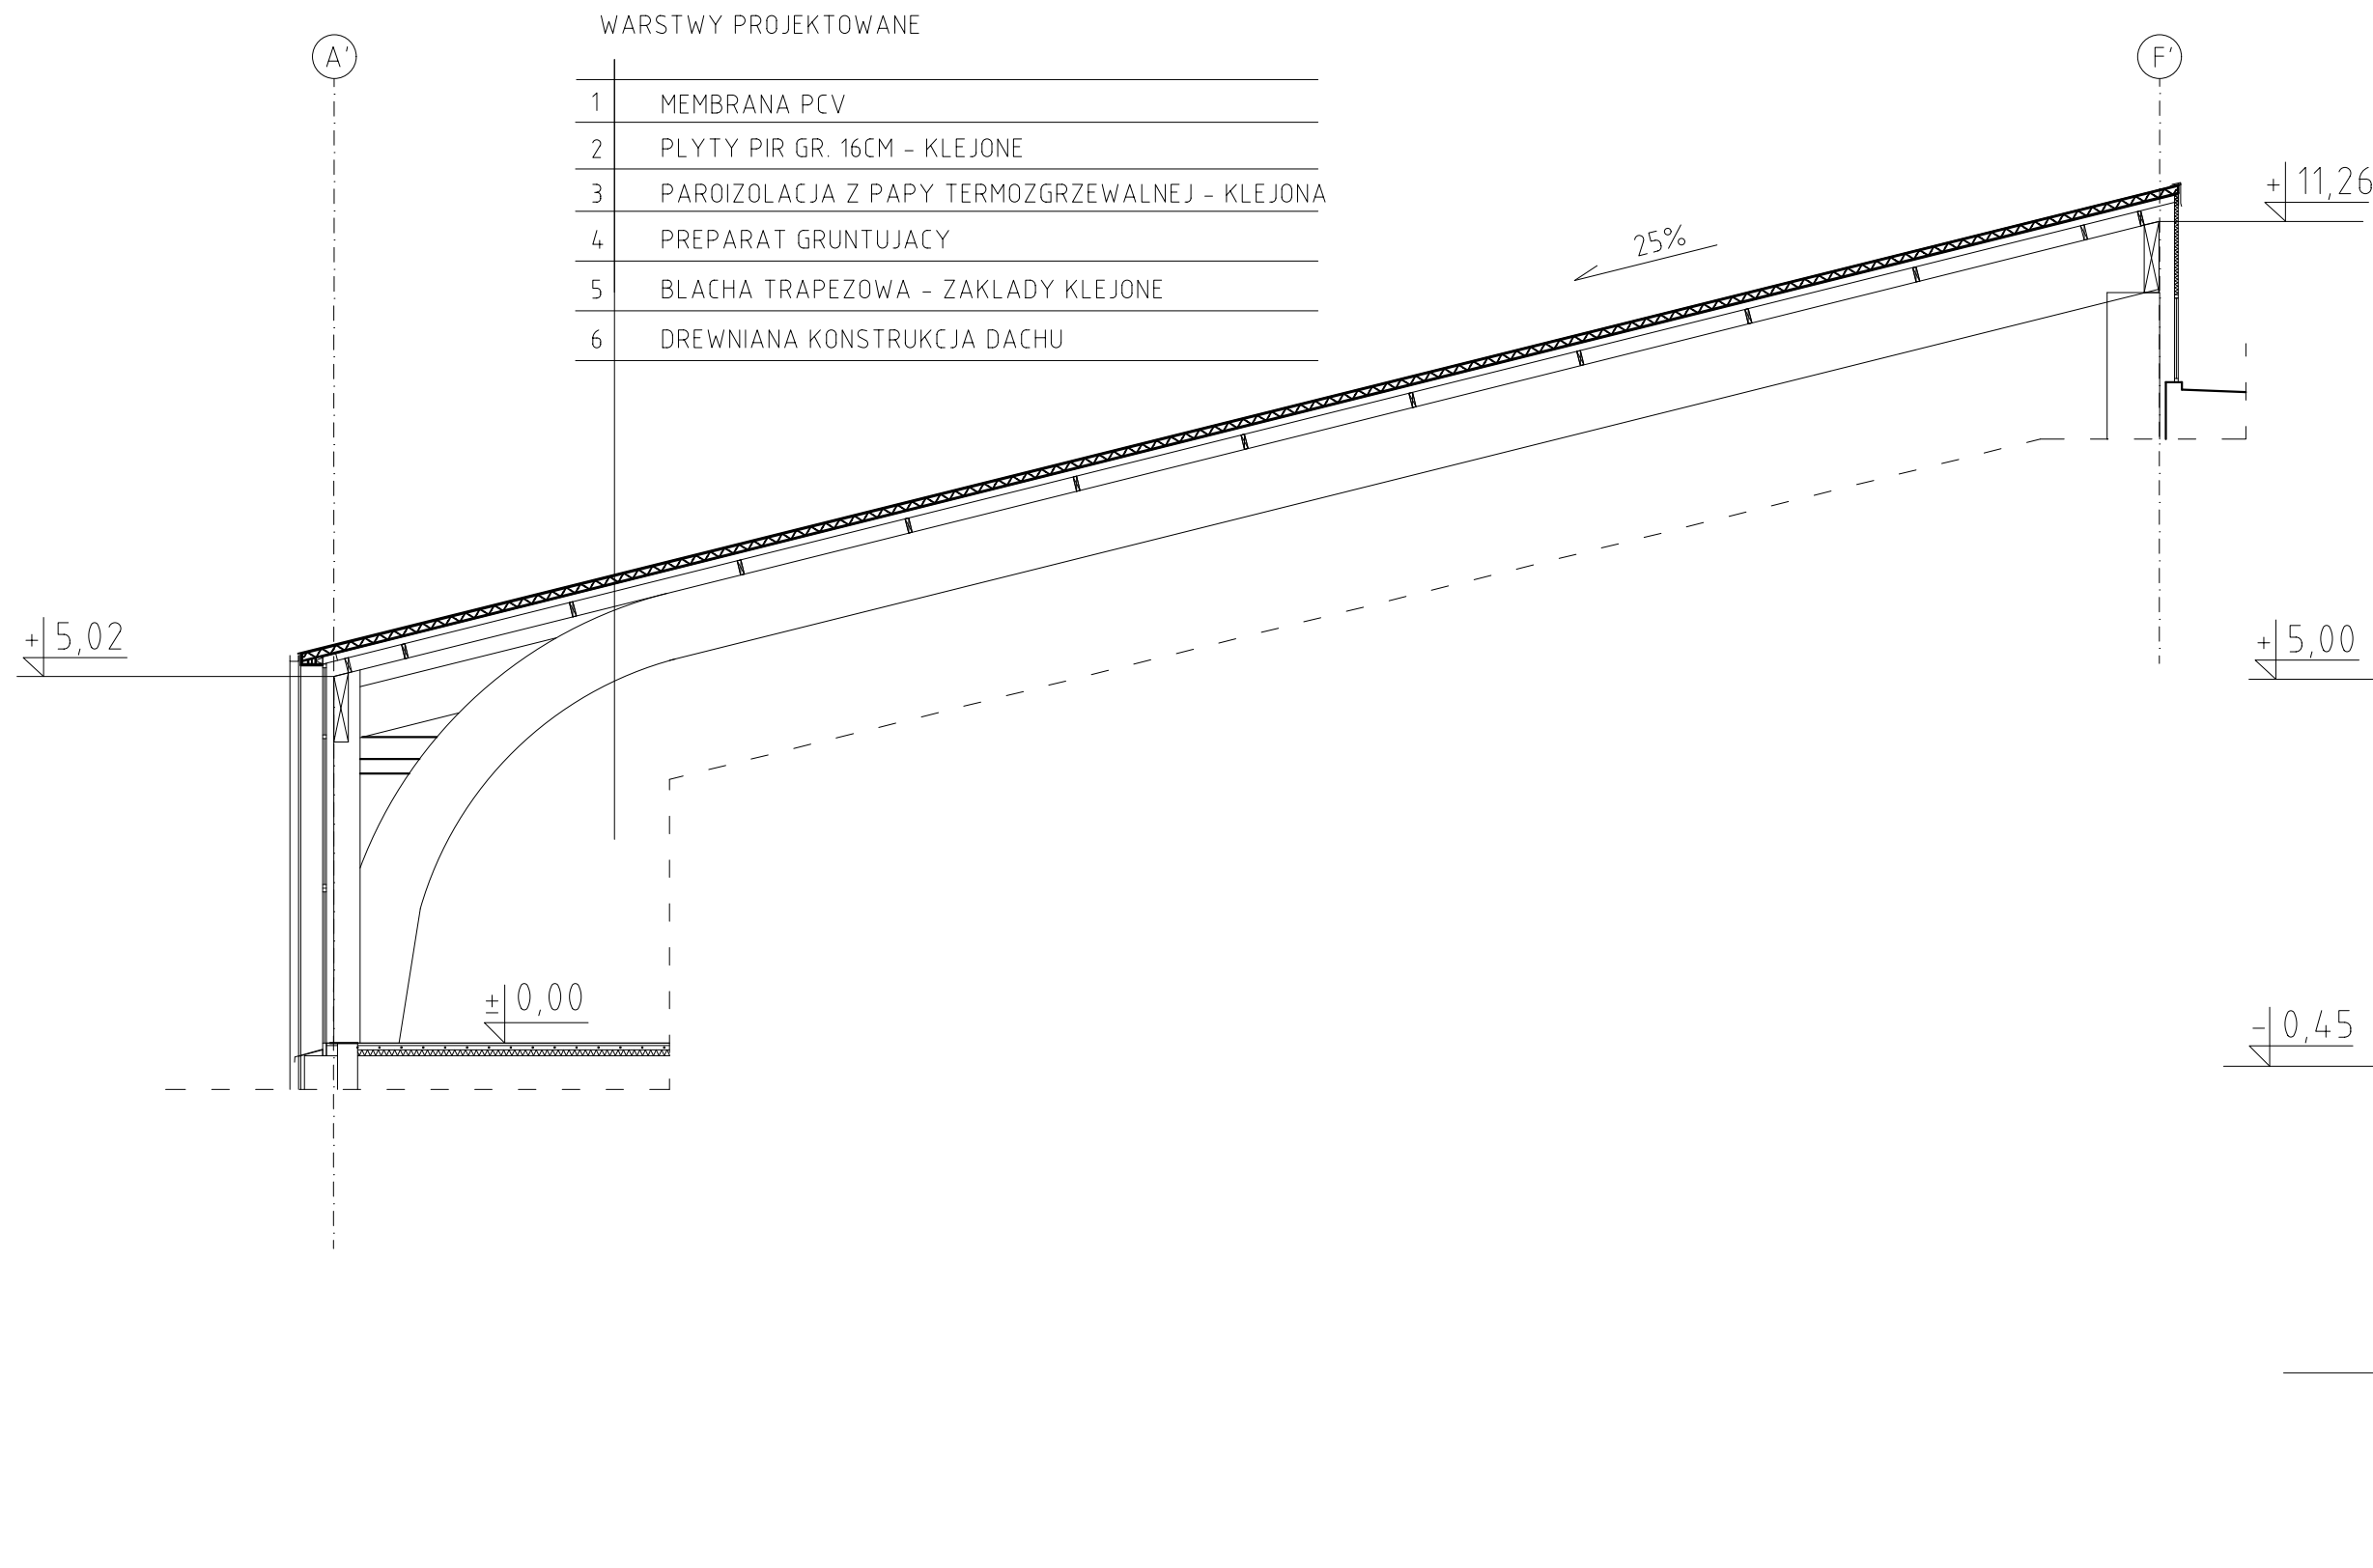 WARSTWY PROJEKTOWANE
A' F'
1 MEMBRANA PCV
2 PLYTY PIR GR. 16CM - KLEJONE
3 PAROIZOLACJA Z PAPY TERMOZGRZEWALNEJ - KLEJONA
4 PREPARAT GRUNTUJACY
5 BLACHA TRAPEZOWA - ZAKLADY KLEJONE
6 DREWNIANA KONSTRUKCJA DACHU
+11,26
25%
+5,02
+5,00
±0,00
-0,45